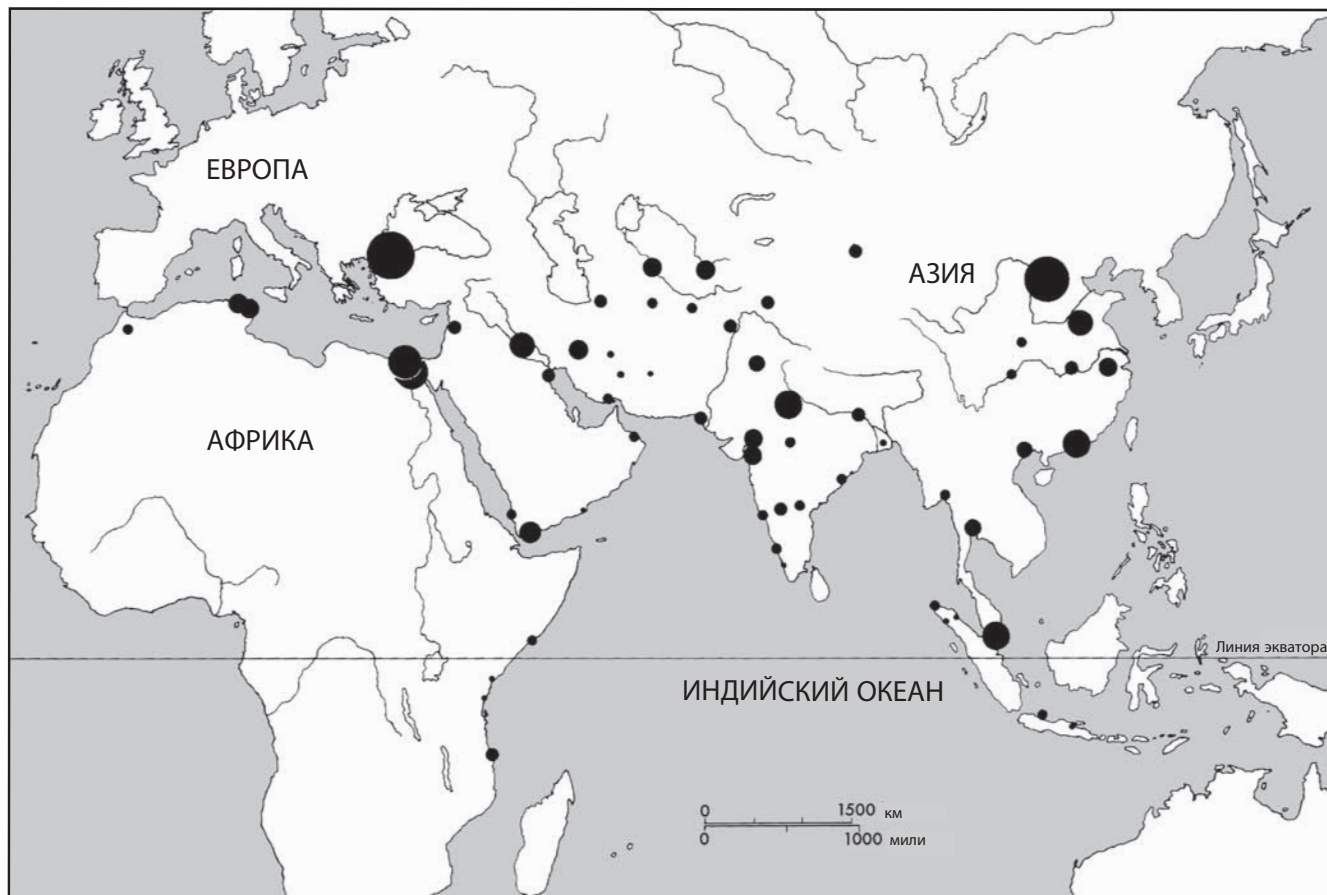 ЕВРОПА
АЗИЯ
АФРИКА
Линия экватора
ИНДИЙСКИЙ ОКЕАН
0 1500 км
0 1000 мили